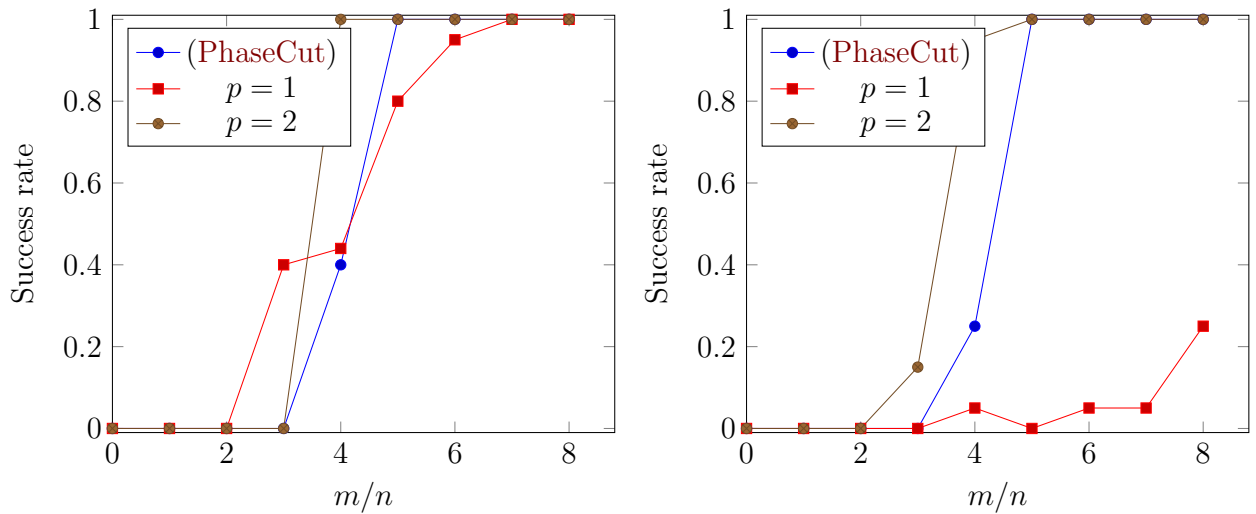 1
0.8
0.6
0.4
0.2
0
0 2 4 6 8
Success rate
m/n
(PhaseCut)
p = 1
p = 2
1
0.8
0.6
0.4
0.2
0
0 2 4 6 8
Success rate
m/n
(PhaseCut)
p = 1
p = 2